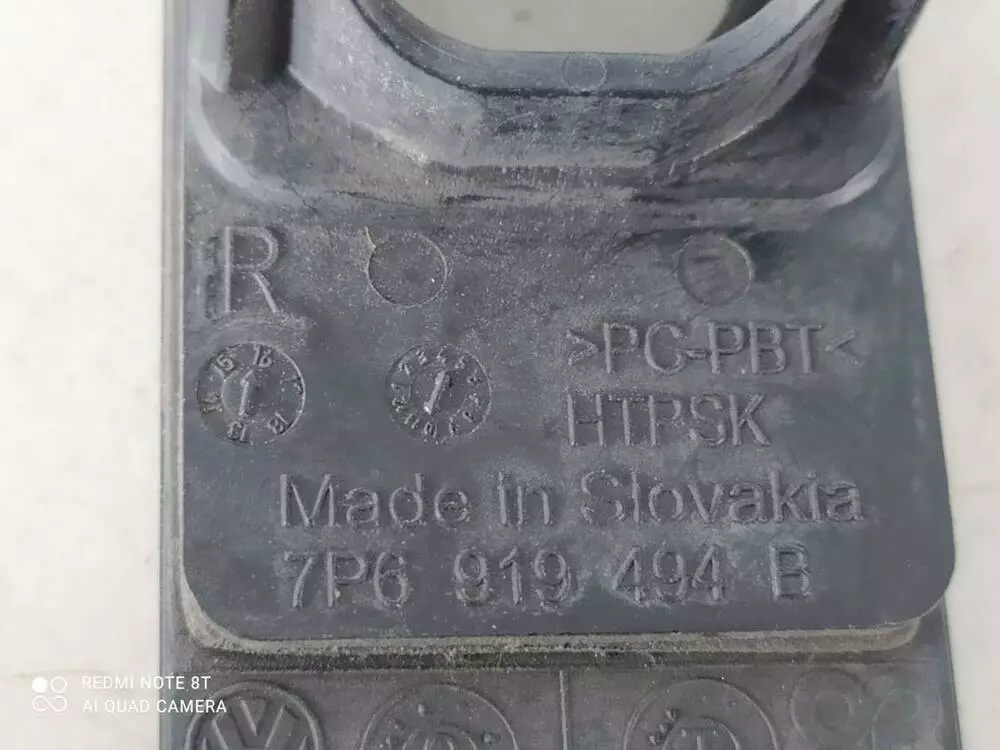 R
>PC-PBT<
HTPSK
Made in Slovakia
7P6 919 494 B
REDMI NOTE 8T
AI QUAD CAMERA